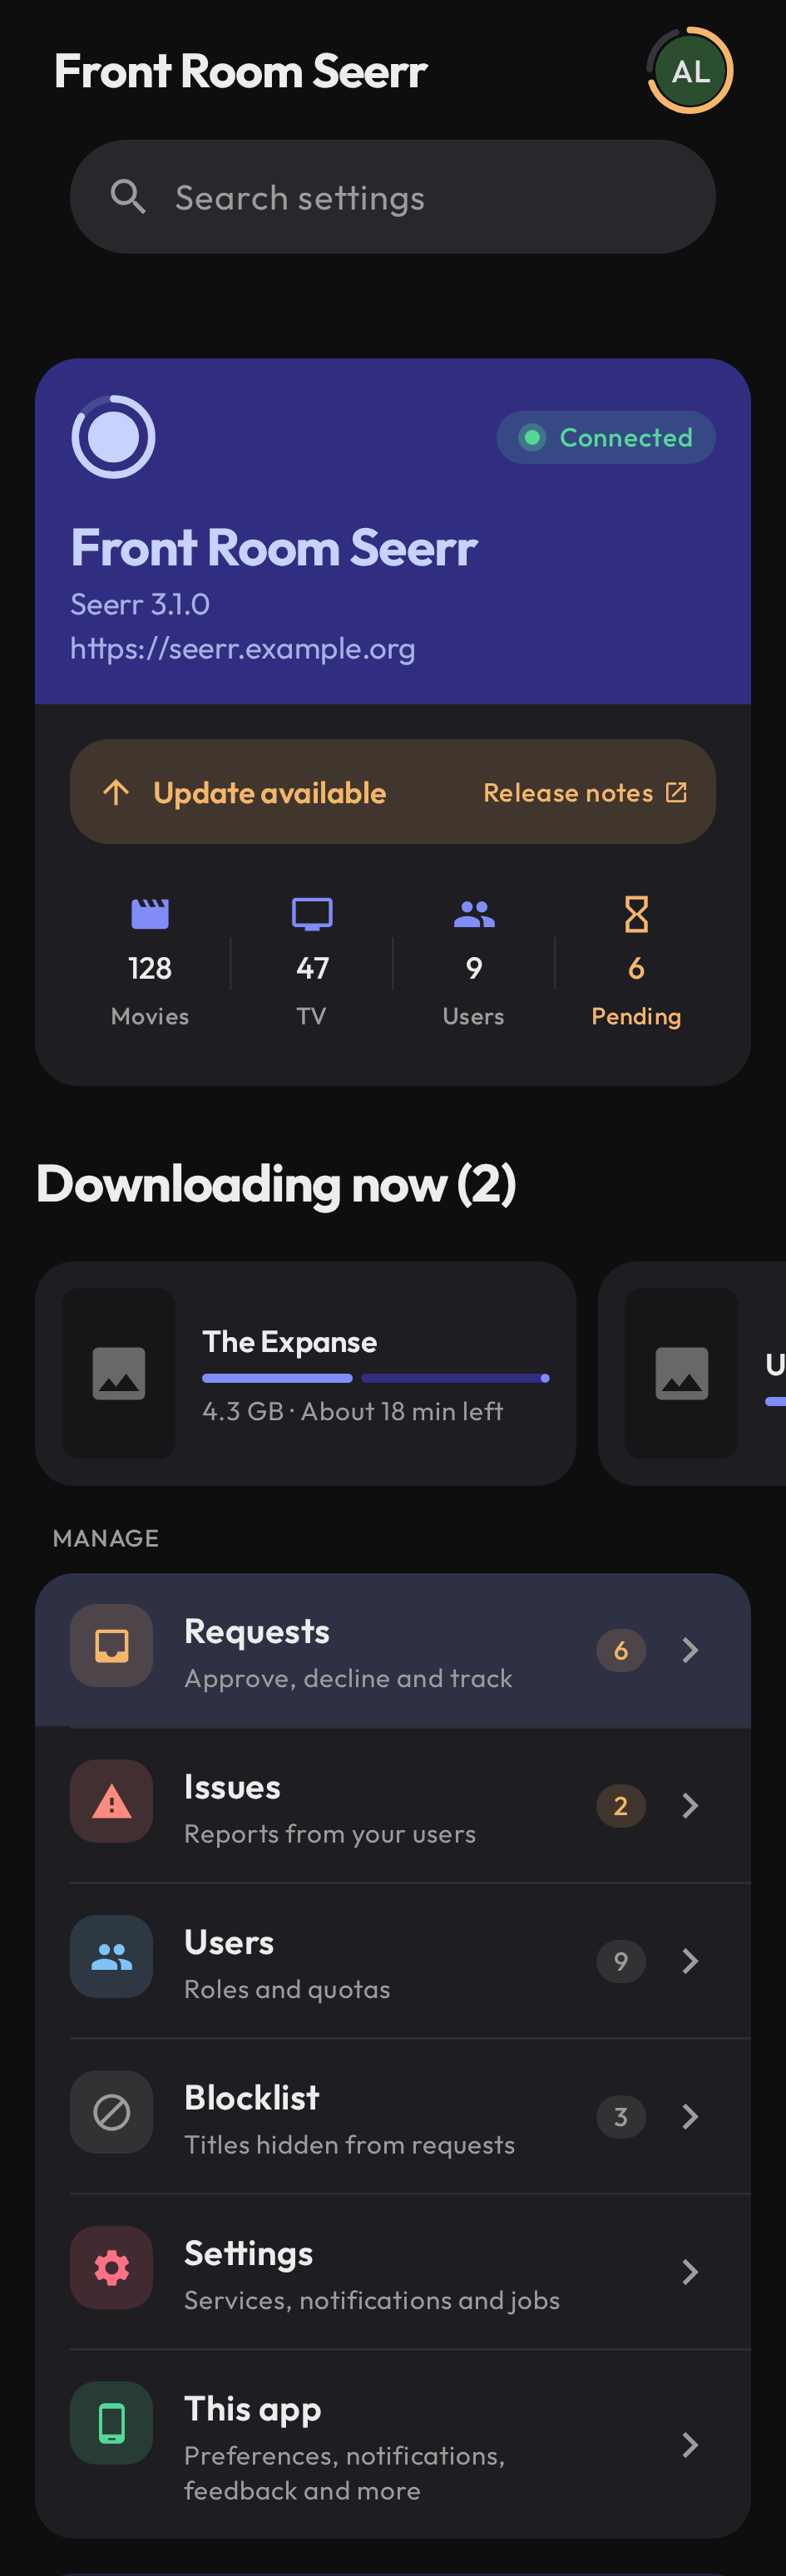 Front Room Seerr
AL
Search settings
Connected
Front Room Seerr
Seerr 3.1.0
https://seerr.example.org
Update available
Release notes
128
47
9
6
Movies
TV
Users
Pending
Downloading now (2)
The Expanse
4.3 GB · About 18 min left
MANAGE
Requests
Approve, decline and track
6
Issues
Reports from your users
2
Users
Roles and quotas
9
Blocklist
Titles hidden from requests
3
Settings
Services, notifications and jobs
This app
Preferences, notifications,
feedback and more